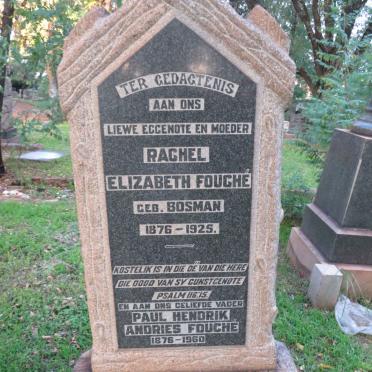 TER GEDAGTENIS
AAN ONS
LIEWE EGGENOTE EN MOEDER
RACHEL
ELIZABETH FOUCHÉ
GEB. BOSMAN
1876 - 1925.
KOSTELIK IS IN DIE OË VAN DIE HERE
DIE DOOD VAN SY GUNSTGENOTE
PSALM 116:15
EN AAN ONS GELIEFDE VADER
PAUL HENDRIK
ANDRIES FOUCHÉ
1876 - 1960